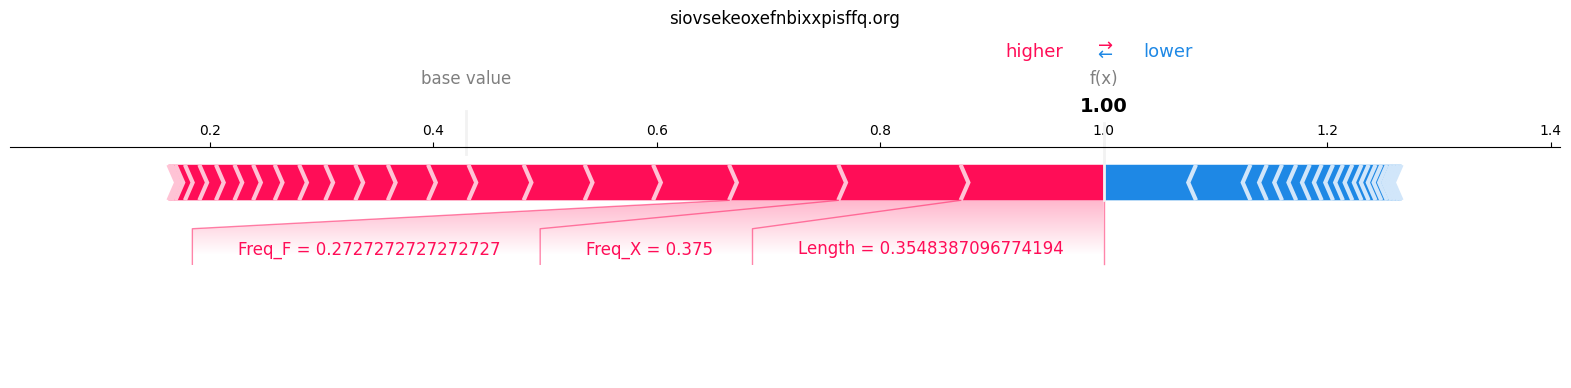 siovsekeoxefnbixxpisffq.org
higher ⇄ lower
base value f(x)
1.00
0.2 0.4 0.6 0.8 1.0 1.2 1.4
Freq_F = 0.2727272727272727 Freq_X = 0.375 Length = 0.3548387096774194